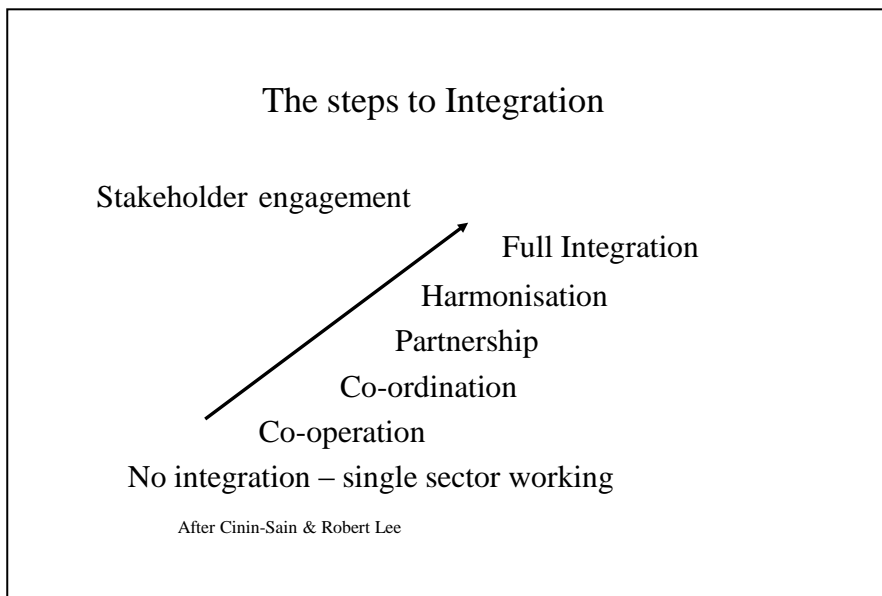 The steps to Integration
Stakeholder engagement
Full Integration
Harmonisation
Partnership
Co-ordination
Co-operation
No integration – single sector working
After Cinin-Sain & Robert Lee